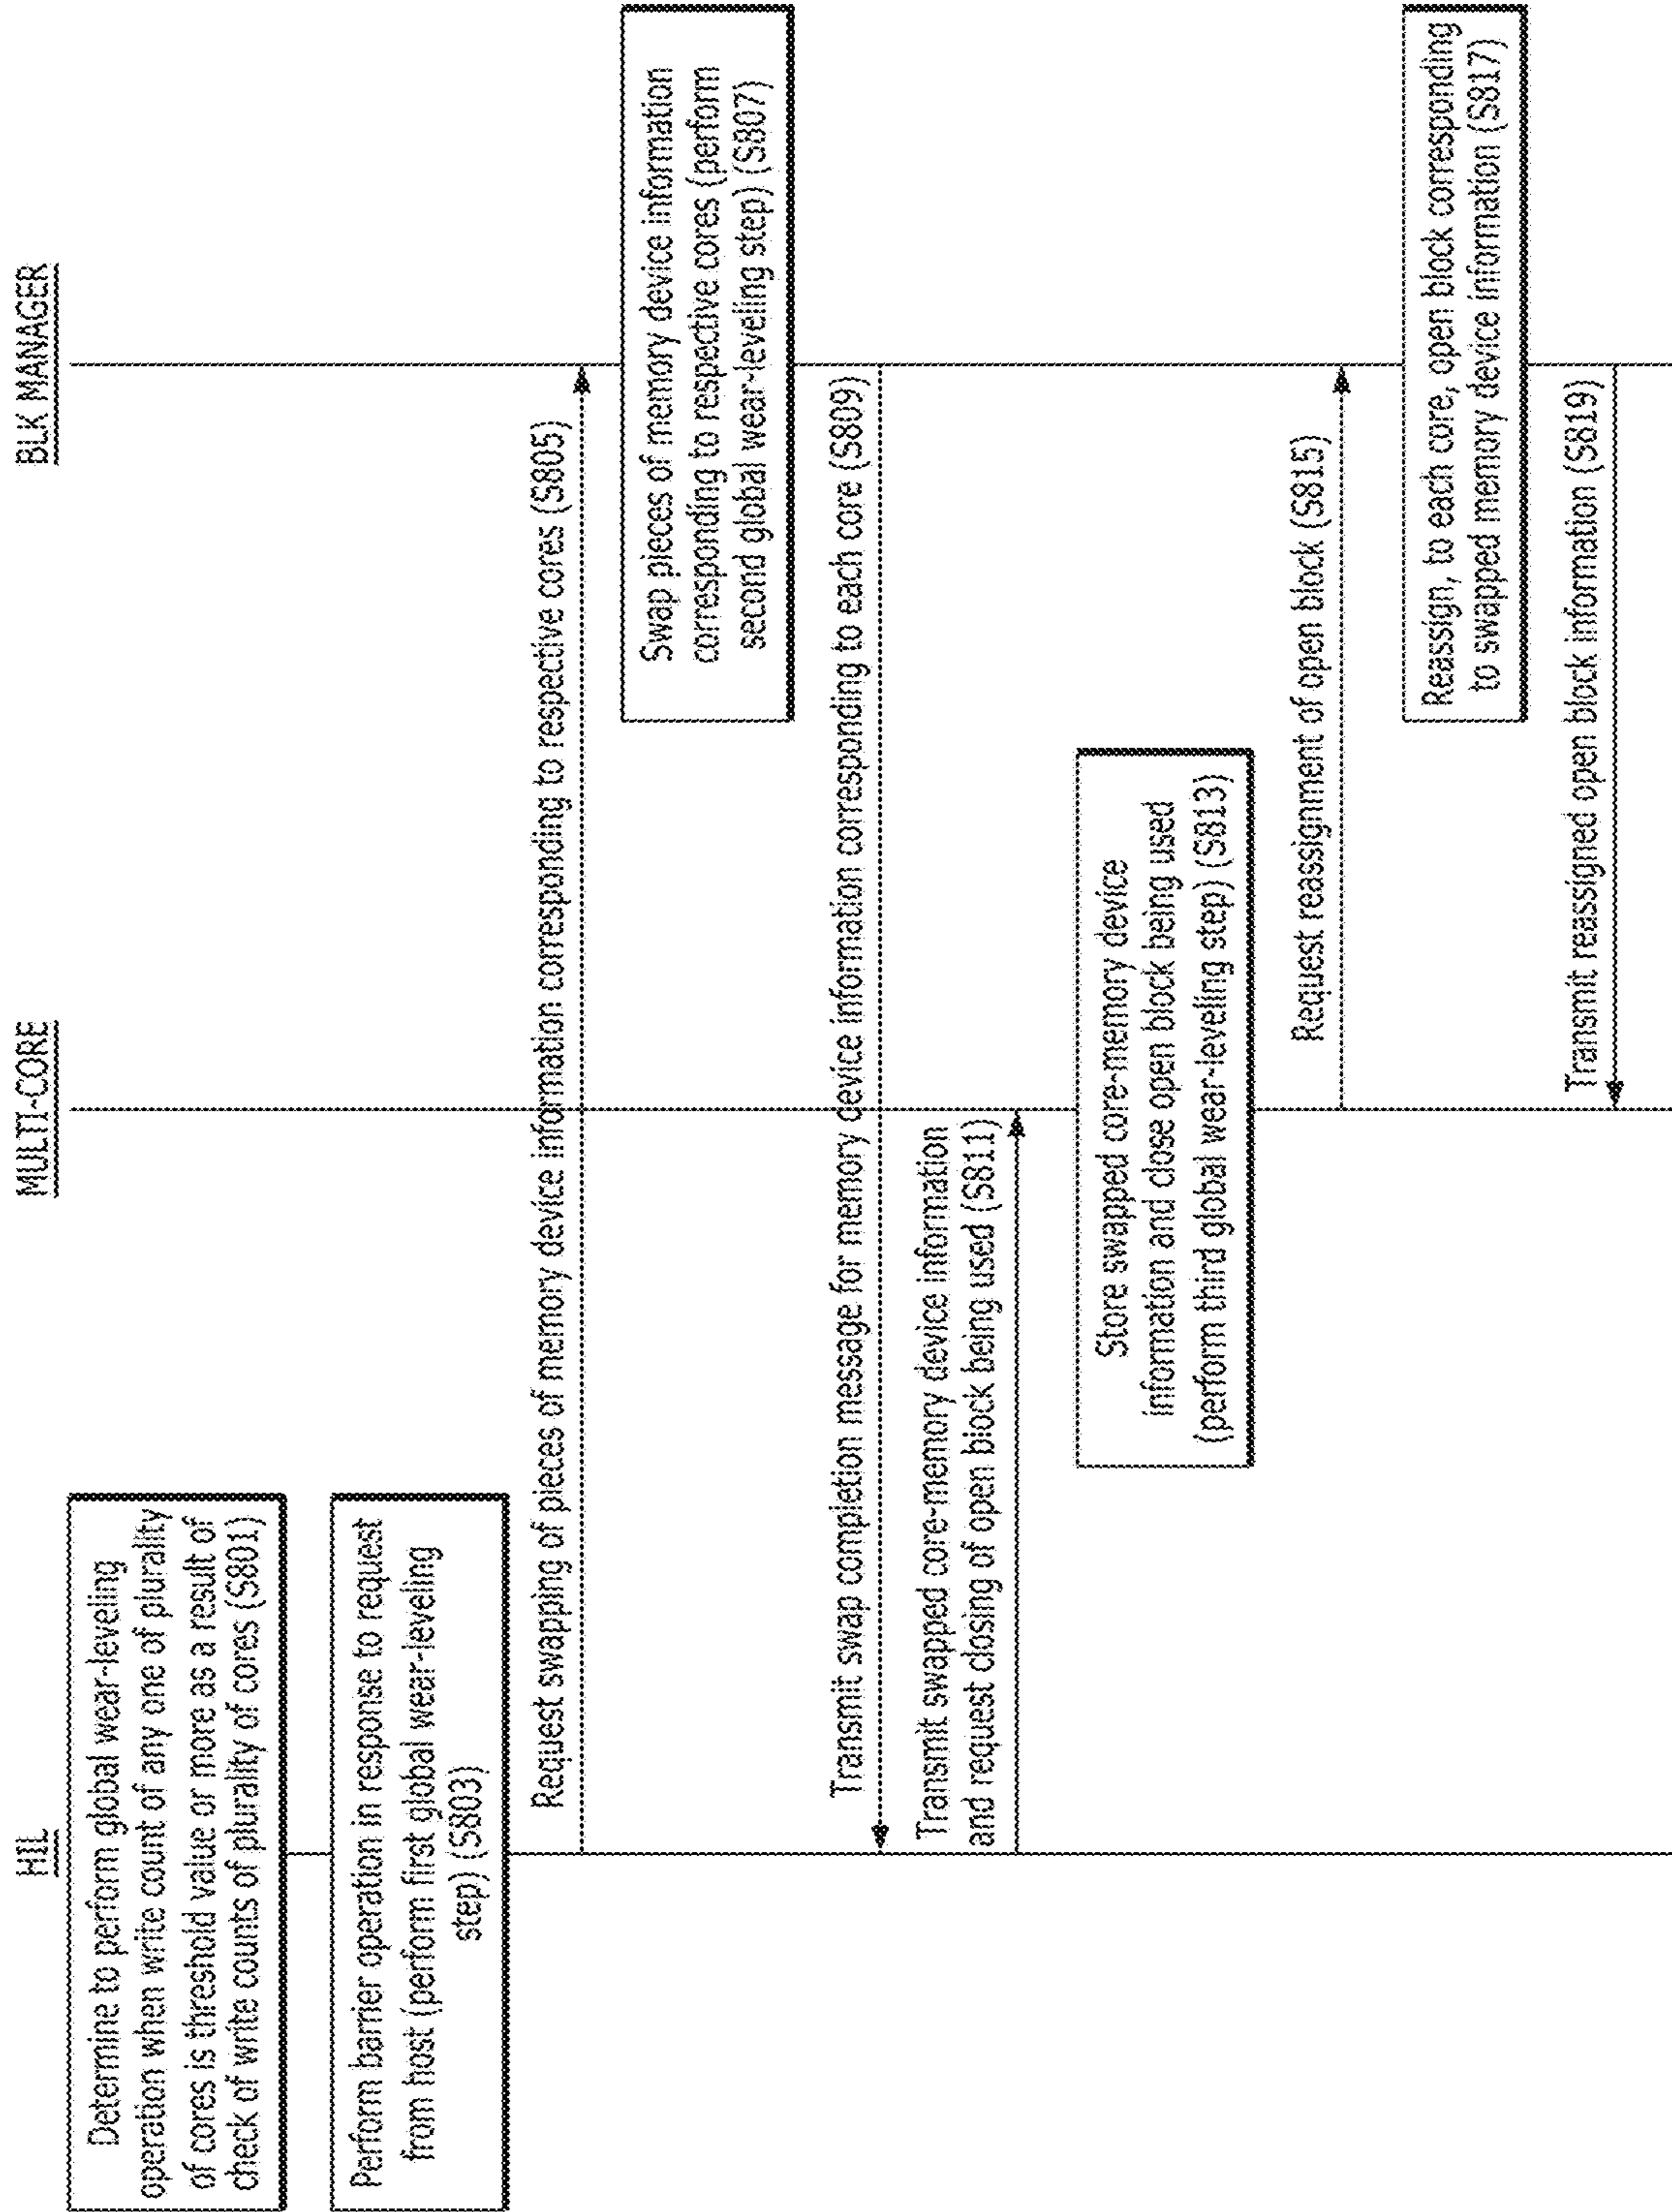 HIL
MULTI-CORE
BLK MANAGER
Determine to perform global wear-leveling
operation when write count of any one of plurality
of cores is threshold value or more as a result of
check of write counts of plurality of cores (S801)
Perform barrier operation in response to request
from host (perform first global wear-leveling
step) (S803)
Request swapping of pieces of memory device information corresponding to respective cores (S805)
Swap pieces of memory device information
corresponding to respective cores (perform
second global wear-leveling step) (S807)
Transmit swap completion message for memory device information corresponding to each core (S809)
Transmit swapped core-memory device information
and request closing of open block being used (S811)
Store swapped core-memory device
information and close open block being used
(perform third global wear-leveling step) (S813)
Request reassignment of open block (S815)
Reassign, to each core, open block corresponding
to swapped memory device information (S817)
Transmit reassigned open block information (S819)